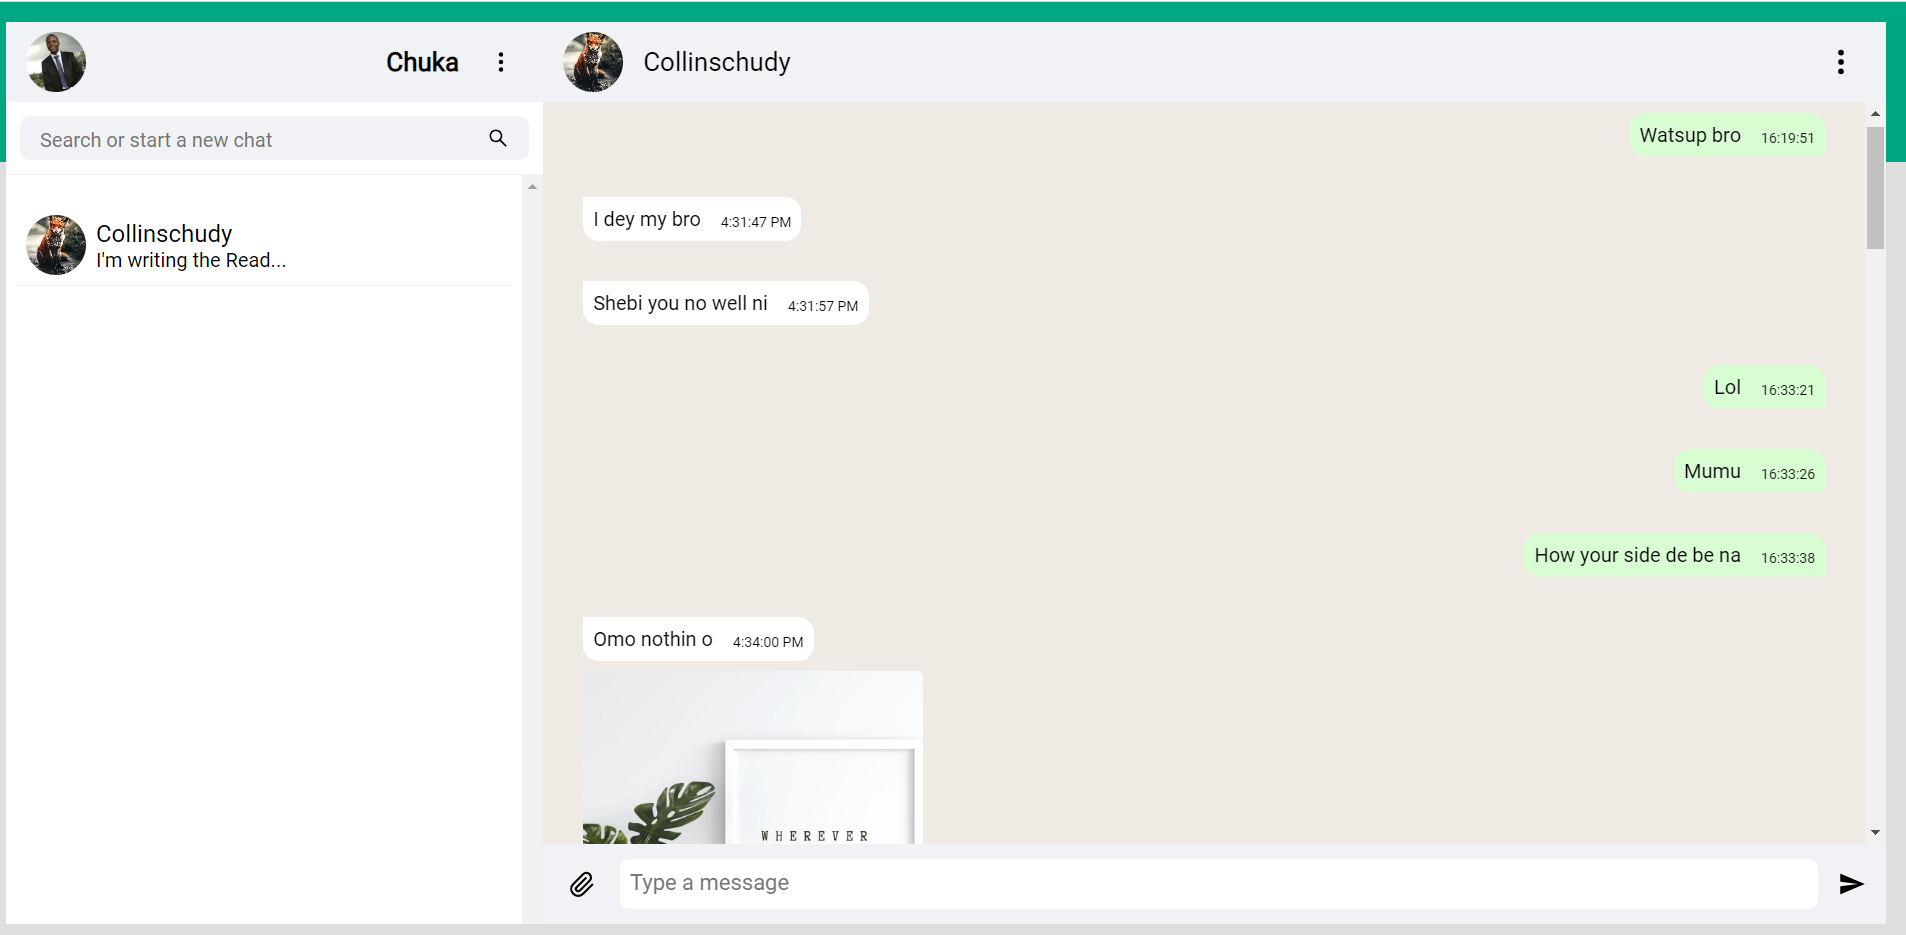 Chuka
Search or start a new chat
Collinschudy
I'm writing the Read...
Collinschudy
Watsup bro 16:19:51
I dey my bro 4:31:47 PM
Shebi you no well ni 4:31:57 PM
Lol 16:33:21
Mumu 16:33:26
How your side de be na 16:33:38
Omo nothin o 4:34:00 PM
WHEREVER
Type a message